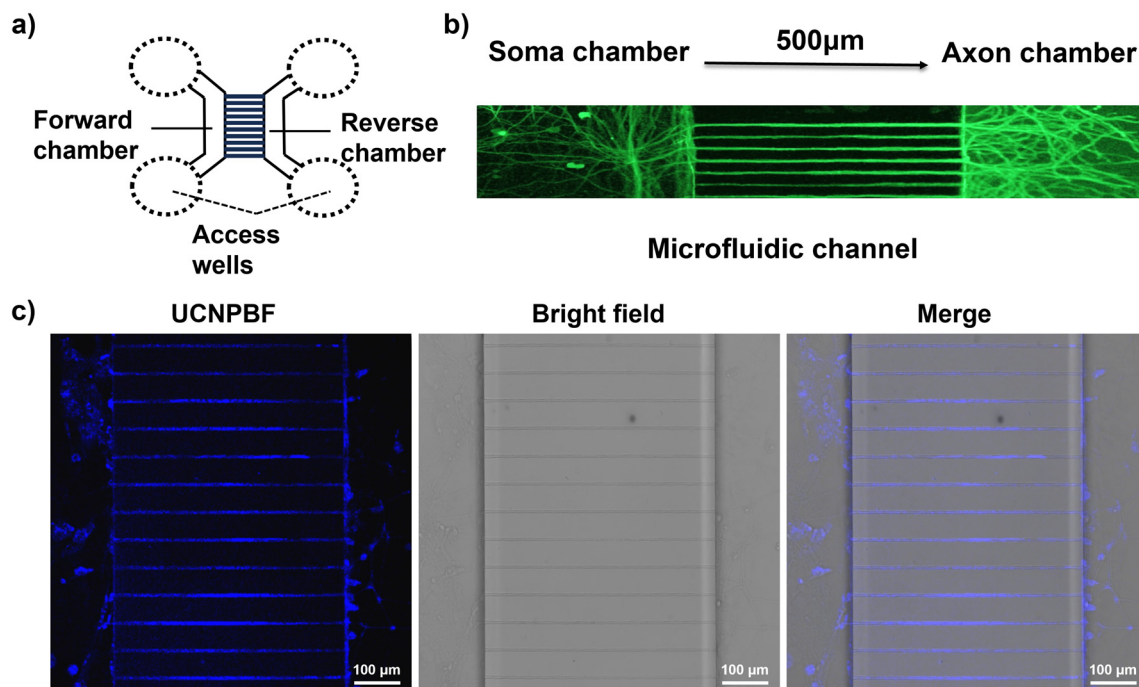 a)
Forward
chamber
Reverse
chamber
Access
wells
b)
Soma chamber
500μm
Axon chamber
Microfluidic channel
c)
UCNPBF
Bright field
Merge
100 μm
100 μm
100 μm